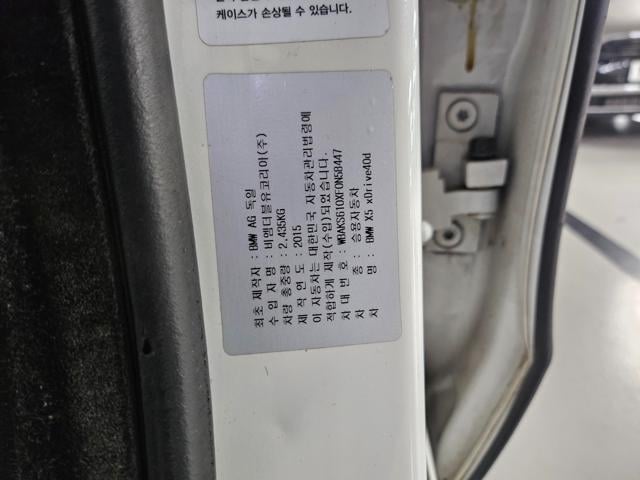 케이스가 손상될 수 있습니다.
최초 제작자 : BMW AG 독일
수 입 자 명 : 비엠더블유코리아(주)
차량 총중량 : 2,435KG
제 작 연 도 : 2015
이 자동차는 대한민국 자동차관리법령에
적합하게 제작(수입)되었습니다.
차 대 번 호 : WBAKS610XF0N58447
차 종 : 승용자동차
차 명 : BMW X5 xDrive40d